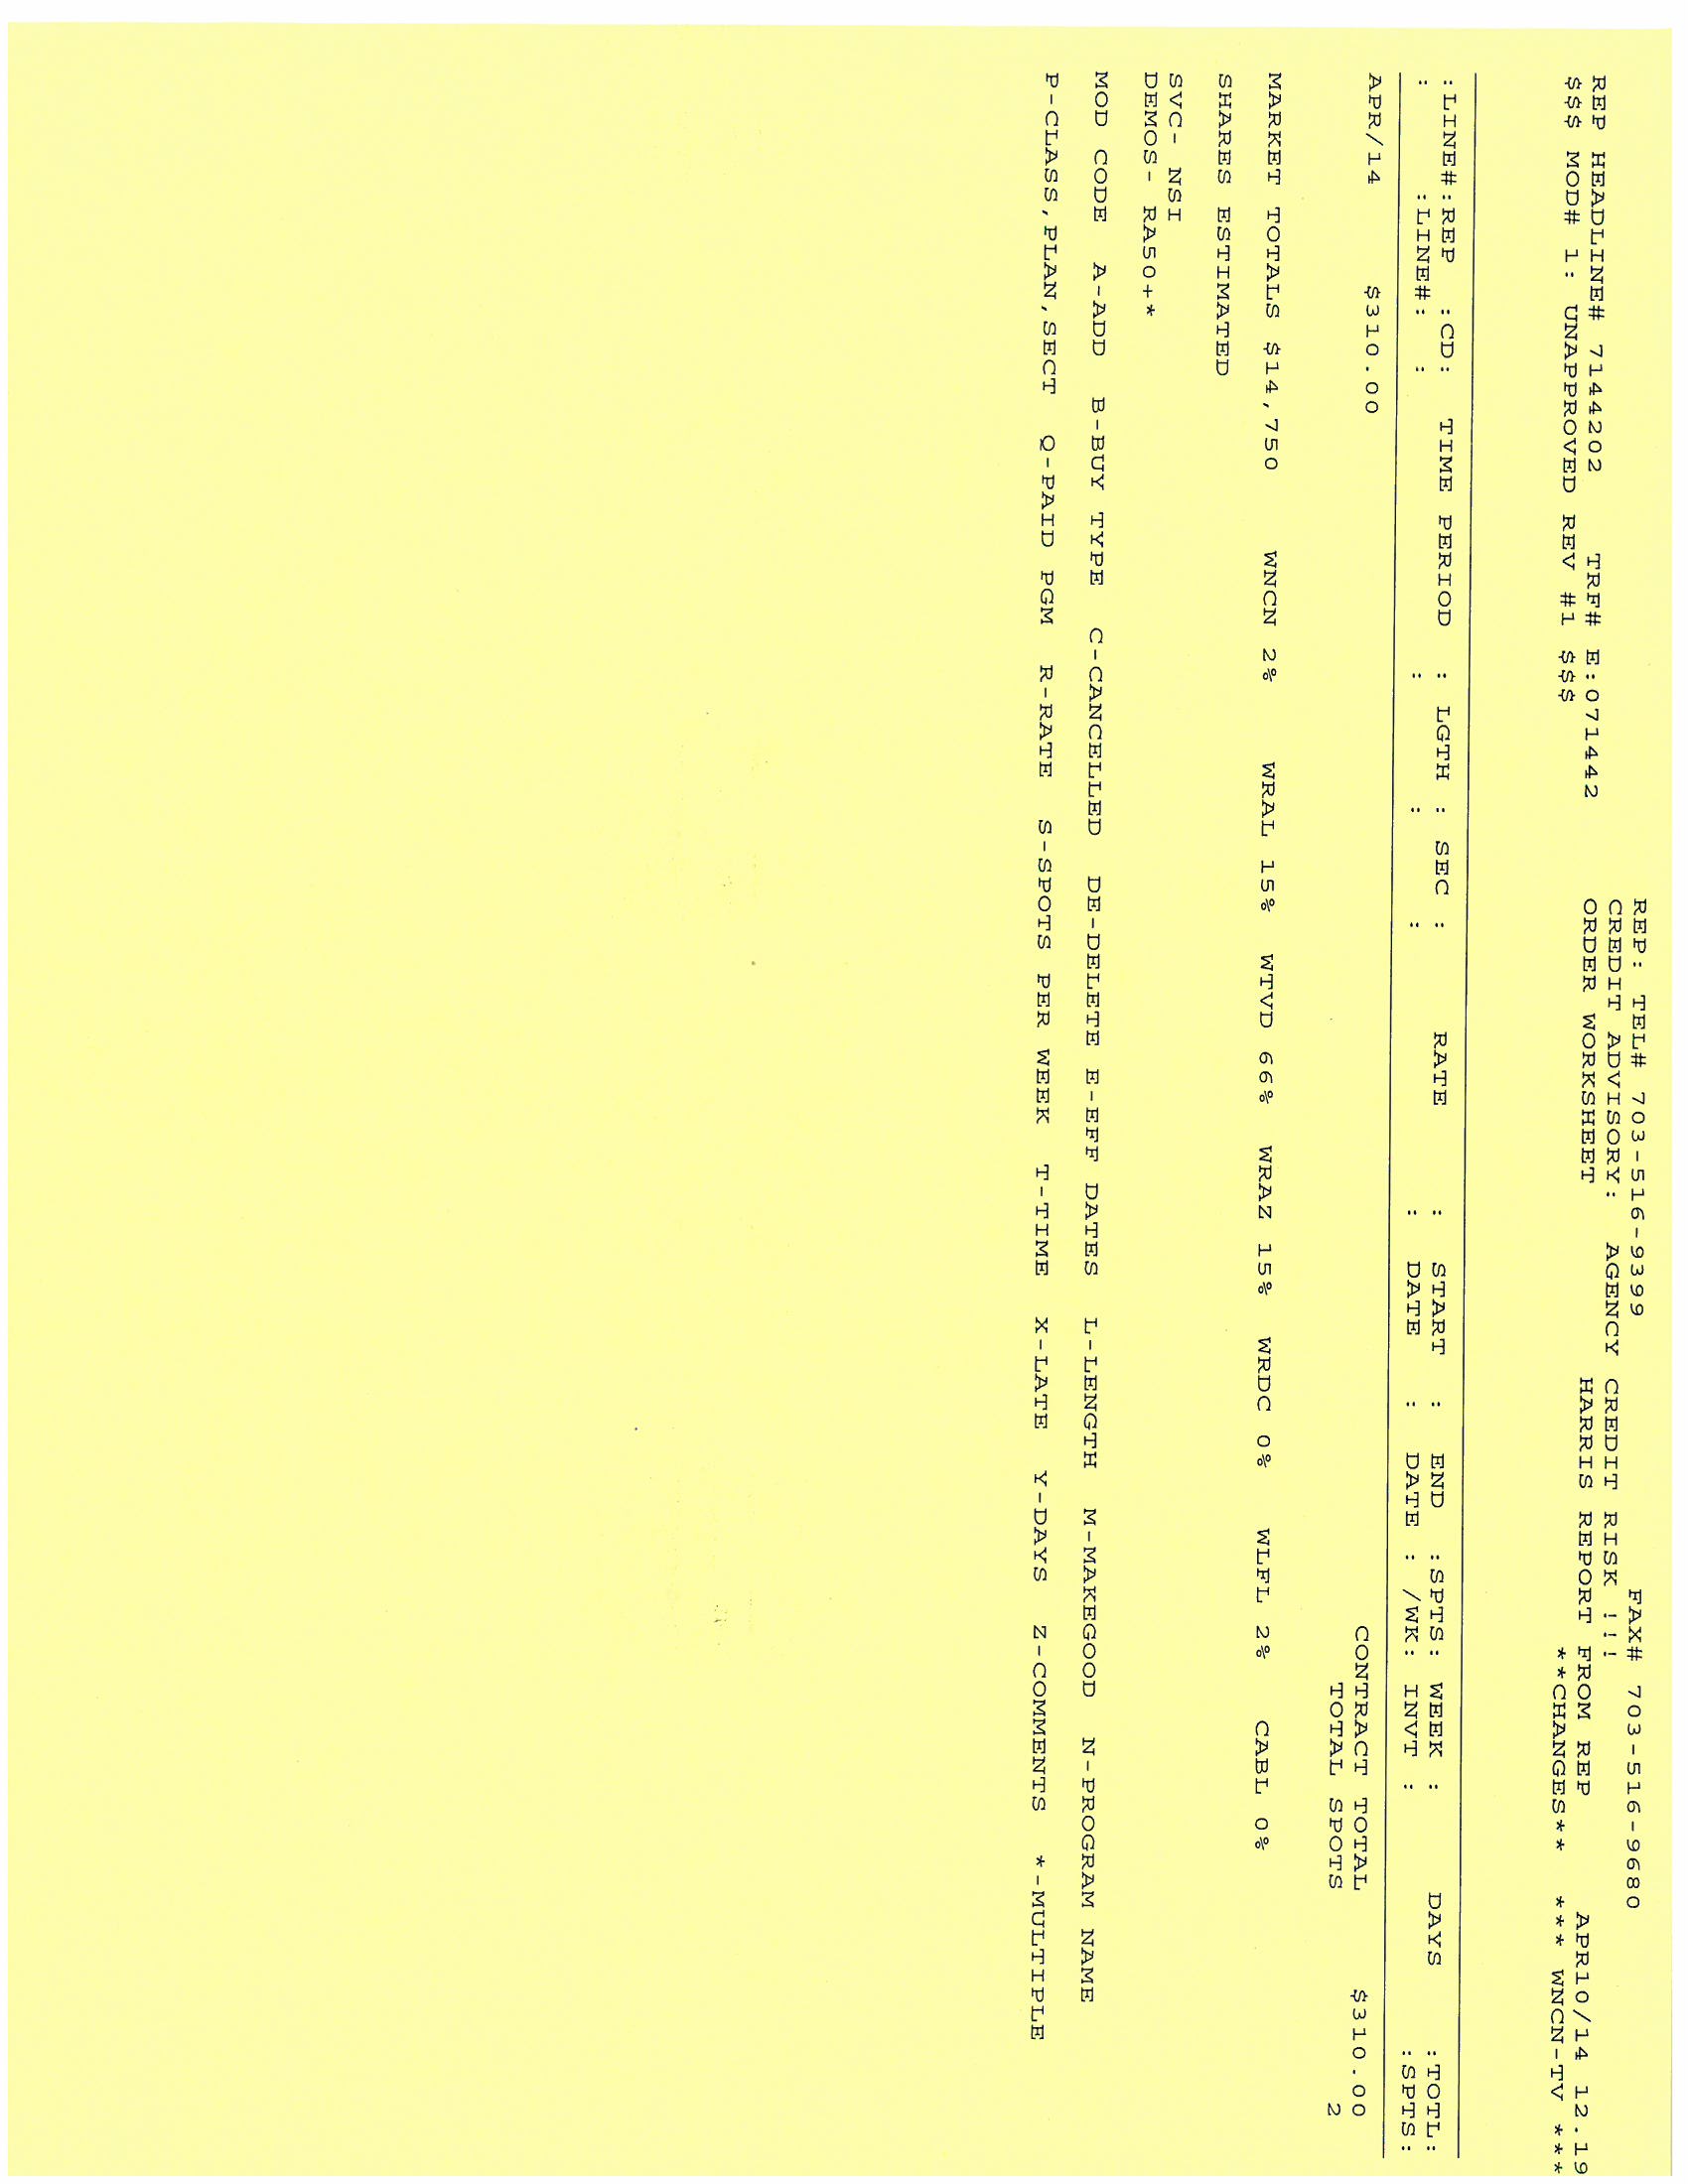 REP: TEL# 703-516-9399 FAX# 703-516-9680
CREDIT ADVISORY: AGENCY CREDIT RISK !!!
REP HEADLINE# 7144202 TRF# E:071442 ORDER WORKSHEET HARRIS REPORT FROM REP APR10/14 12.19
$$$ MOD# 1: UNAPPROVED REV #1 $$$ **CHANGES** *** WNCN-TV ***
:LINE#:REP :CD: TIME PERIOD : LGTH : SEC : RATE : START : END :SPTS: WEEK : DAYS :TOTL:
: :LINE#: : : : : : DATE : DATE : /WK: INVT : :SPTS:
APR/14 $310.00 CONTRACT TOTAL $310.00
TOTAL SPOTS 2
MARKET TOTALS $14,750 WNCN 2% WRAL 15% WTVD 66% WRAZ 15% WRDC 0% WLFL 2% CABL 0%
SHARES ESTIMATED
SVC- NSI
DEMOS- RA50+*
MOD CODE A-ADD B-BUY TYPE C-CANCELLED DE-DELETE E-EFF DATES L-LENGTH M-MAKEGOOD N-PROGRAM NAME
P-CLASS,PLAN,SECT Q-PAID PGM R-RATE S-SPOTS PER WEEK T-TIME X-LATE Y-DAYS Z-COMMENTS *-MULTIPLE